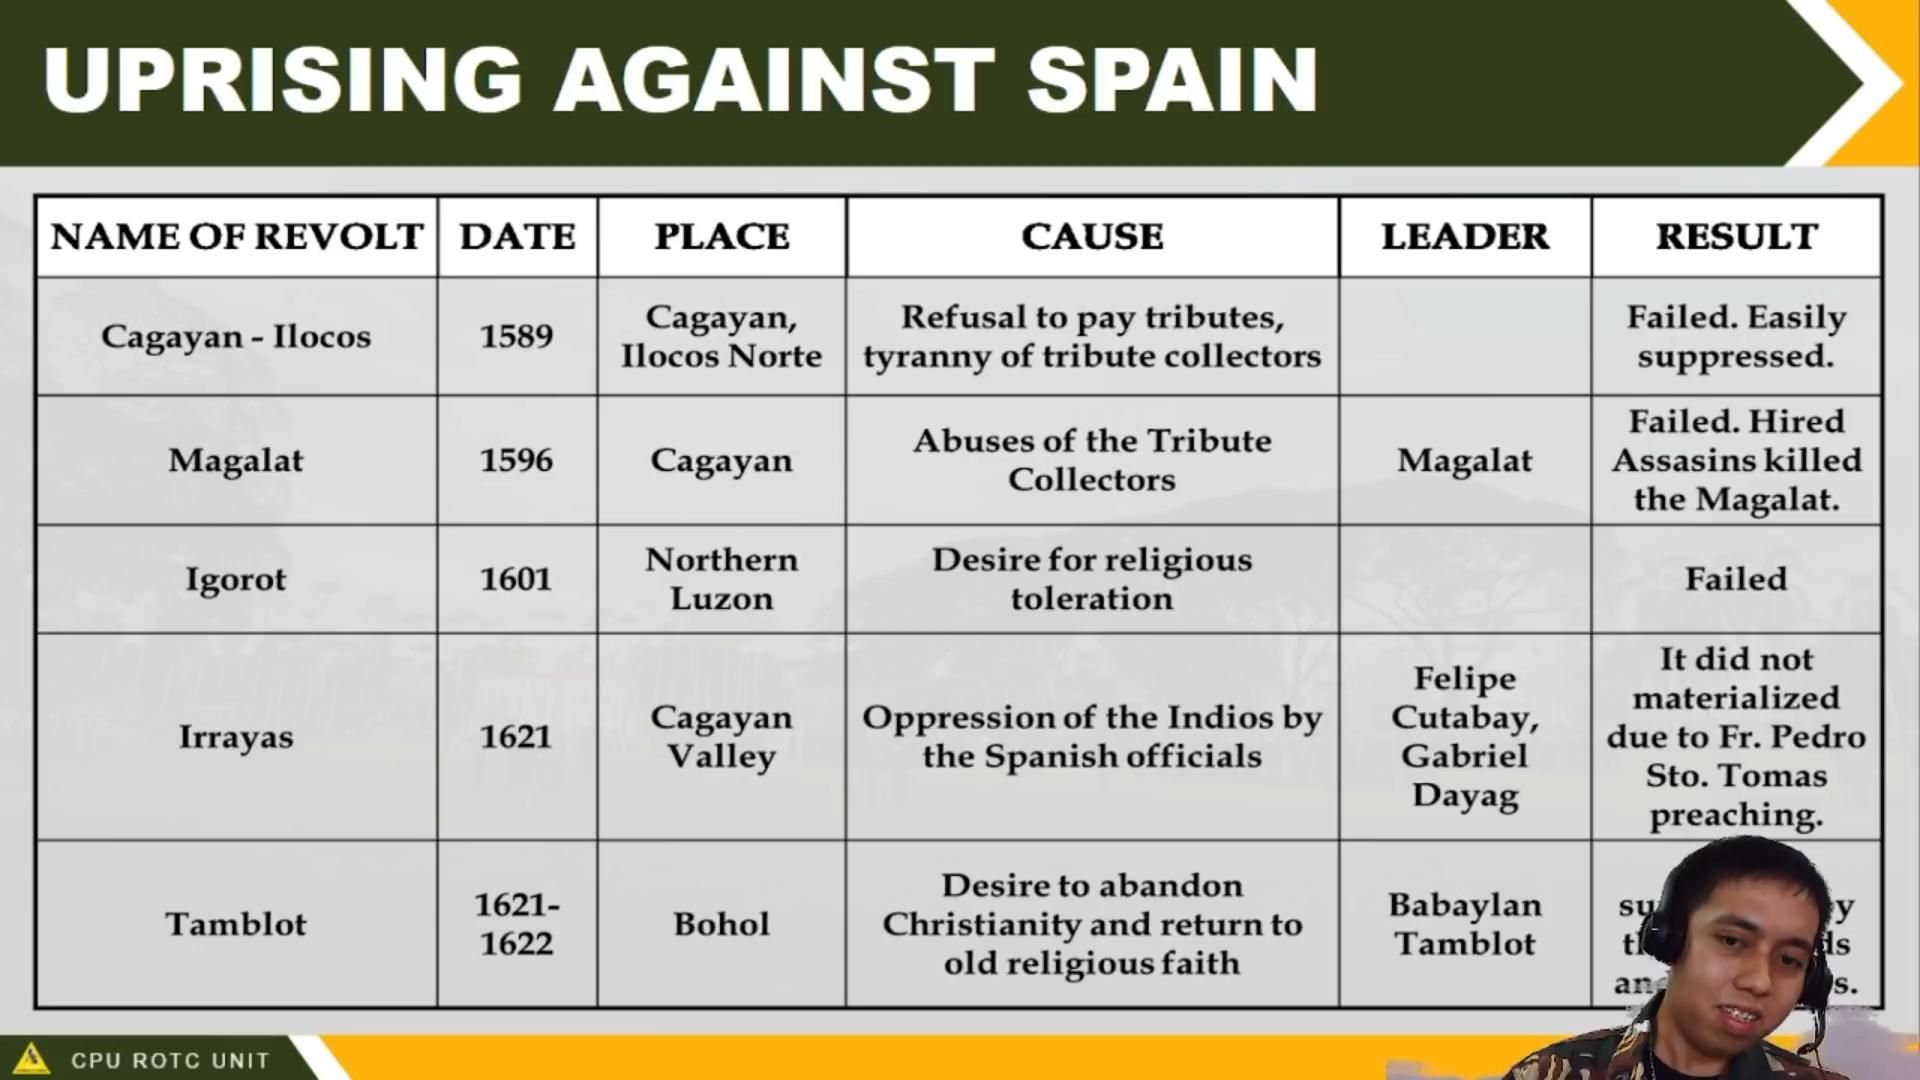 UPRISING AGAINST SPAIN
NAME OF REVOLT DATE PLACE CAUSE LEADER RESULT
Cagayan - Ilocos
1589
Cagayan,
Ilocos Norte
Refusal to pay tributes,
tyranny of tribute collectors
Failed. Easily
suppressed.
Magalat
1596
Cagayan
Abuses of the Tribute
Collectors
Magalat
Failed. Hired
Assasins killed
the Magalat.
Igorot
1601
Northern
Luzon
Desire for religious
toleration
Failed
Irrayas
1621
Cagayan
Valley
Oppression of the Indios by
the Spanish officials
Felipe
Cutabay,
Gabriel
Dayag
It did not
materialized
due to Fr. Pedro
Sto. Tomas
preaching.
Tamblot
1621-
1622
Bohol
Desire to abandon
Christianity and return to
old religious faith
Babaylan
Tamblot
CPU ROTC UNIT